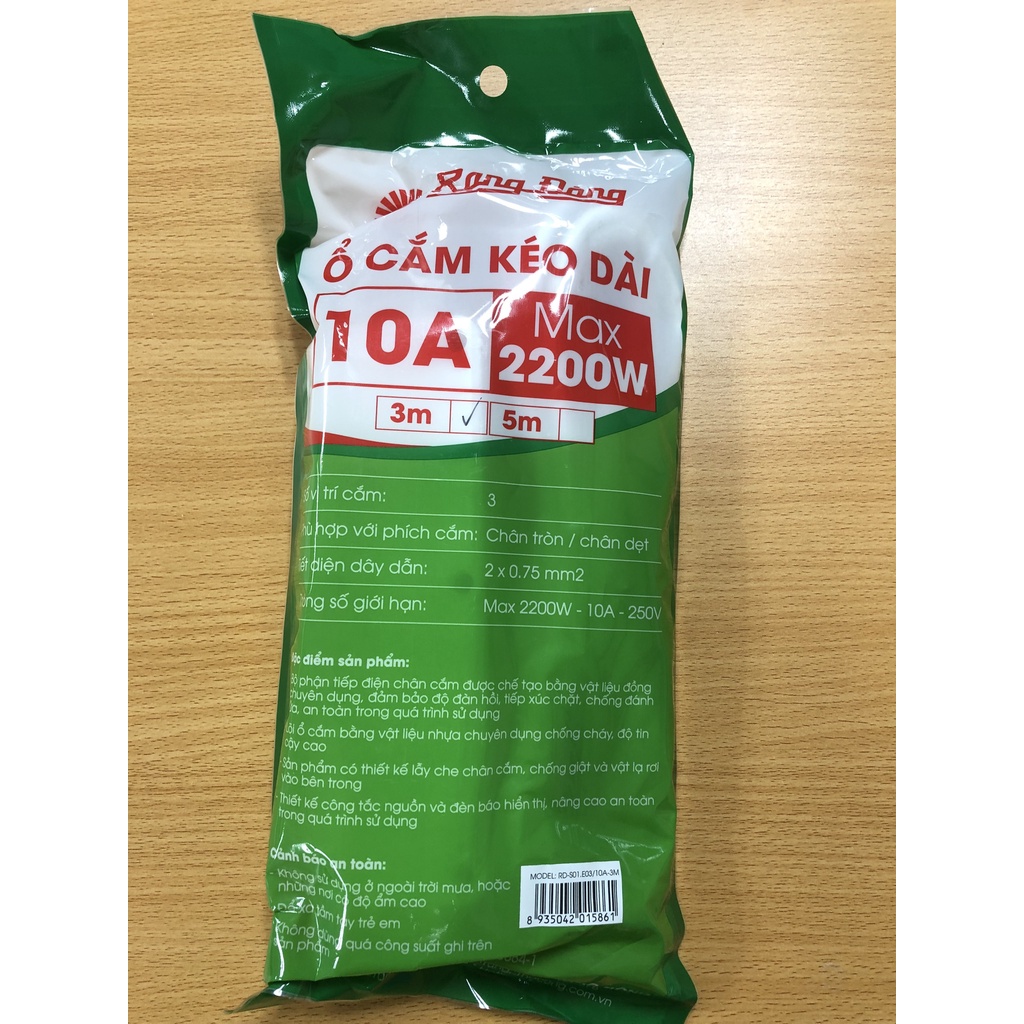 Rạng Đông
Ổ CẮM KÉO DÀI
10A
Max
2200W
3m ✓ 5m
trí cắm: 3
hợp với phích cắm: Chân tròn / chân dẹt
diện dây dẫn: 2 x 0.75 mm2
số giới hạn: Max 2200W - 10A - 250V
điểm sản phẩm:
phận tiếp điện chân cắm được chế tạo bằng vật liệu đồng
chuyên dụng, đảm bảo độ đàn hồi, tiếp xúc chặt, chống đánh
lửa, an toàn trong quá trình sử dụng
Lõi ổ cắm bằng vật liệu nhựa chuyên dụng chống cháy, độ tin
cậy cao
Sản phẩm có thiết kế lẫy che chân cắm, chống giật và vật lạ rơi
vào bên trong
- Thiết kế công tắc nguồn và đèn báo hiển thị, nâng cao an toàn
trong quá trình sử dụng
Cảnh báo an toàn:
- Không sử dụng ở ngoài trời mưa, hoặc
những nơi có độ ẩm cao
- Để xa tầm tay trẻ em
- Không dùng quá công suất ghi trên
sản phẩm
MODEL: RD-S01.E03/10A-3M
8 935042 015861